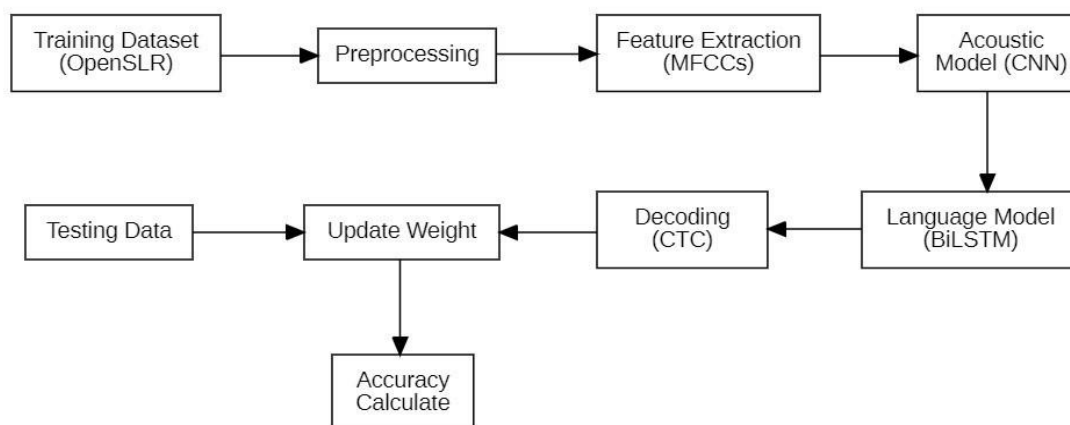 Training Dataset
(OpenSLR)
Preprocessing
Feature Extraction
(MFCCs)
Acoustic
Model (CNN)
Testing Data
Update Weight
Decoding
(CTC)
Language Model
(BiLSTM)
Accuracy
Calculate